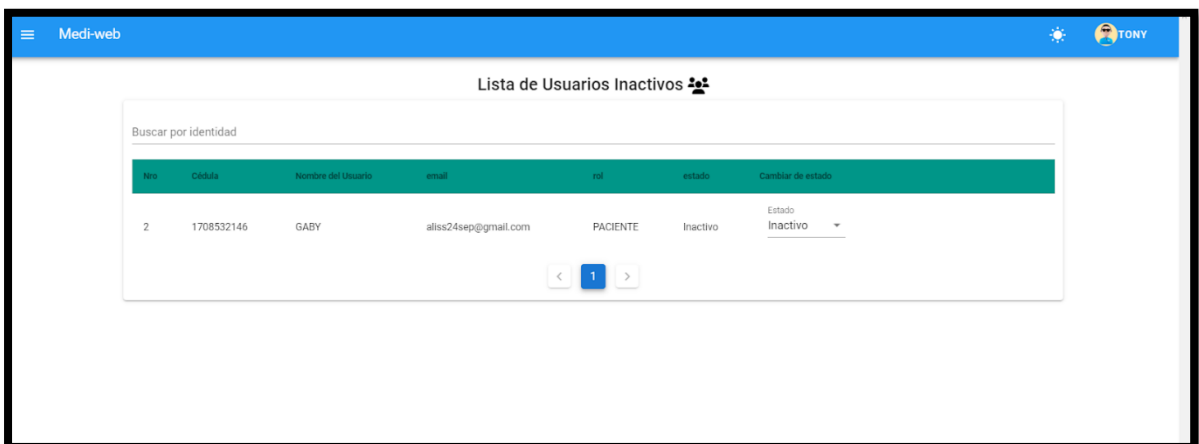 Medi-web
TONY
Lista de Usuarios Inactivos
Buscar por identidad
Nro Cédula Nombre del Usuario email rol estado Cambiar de estado
Estado
2 1708532146 GABY aliss24sep@gmail.com PACIENTE Inactivo Inactivo
< 1 >